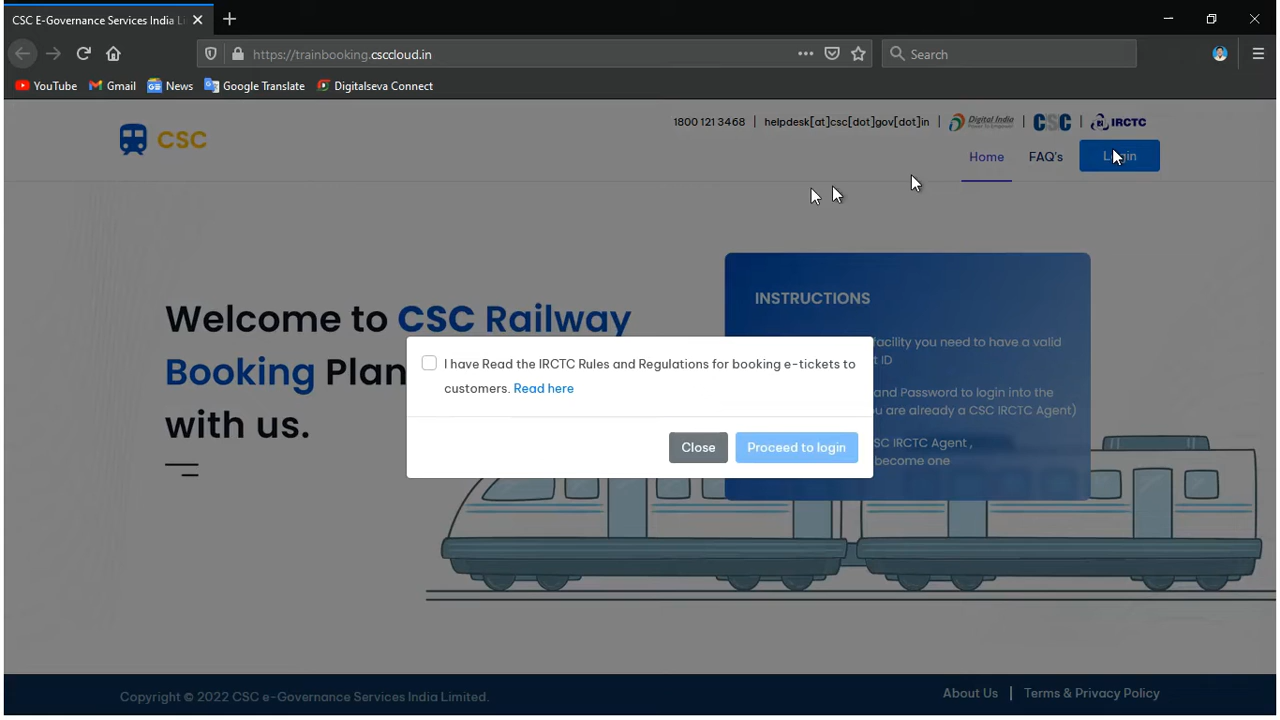 CSC E-Governance Services India Li
https://trainbooking.csccloud.in
Search
YouTube Gmail News Google Translate Digitalseva Connect
CSC
1800 121 3468 | helpdesk[at]csc[dot]gov[dot]in | Digital India | CSC | IRCTC
Home FAQ's Login
Welcome to CSC Railway
Booking Plan
with us.
INSTRUCTIONS
facility you need to have a valid
t ID
and Password to login into the
ou are already a CSC IRCTC Agent)
SC IRCTC Agent ,
become one
I have Read the IRCTC Rules and Regulations for booking e-tickets to
customers. Read here
Close Proceed to login
Copyright © 2022 CSC e-Governance Services India Limited.
About Us | Terms & Privacy Policy